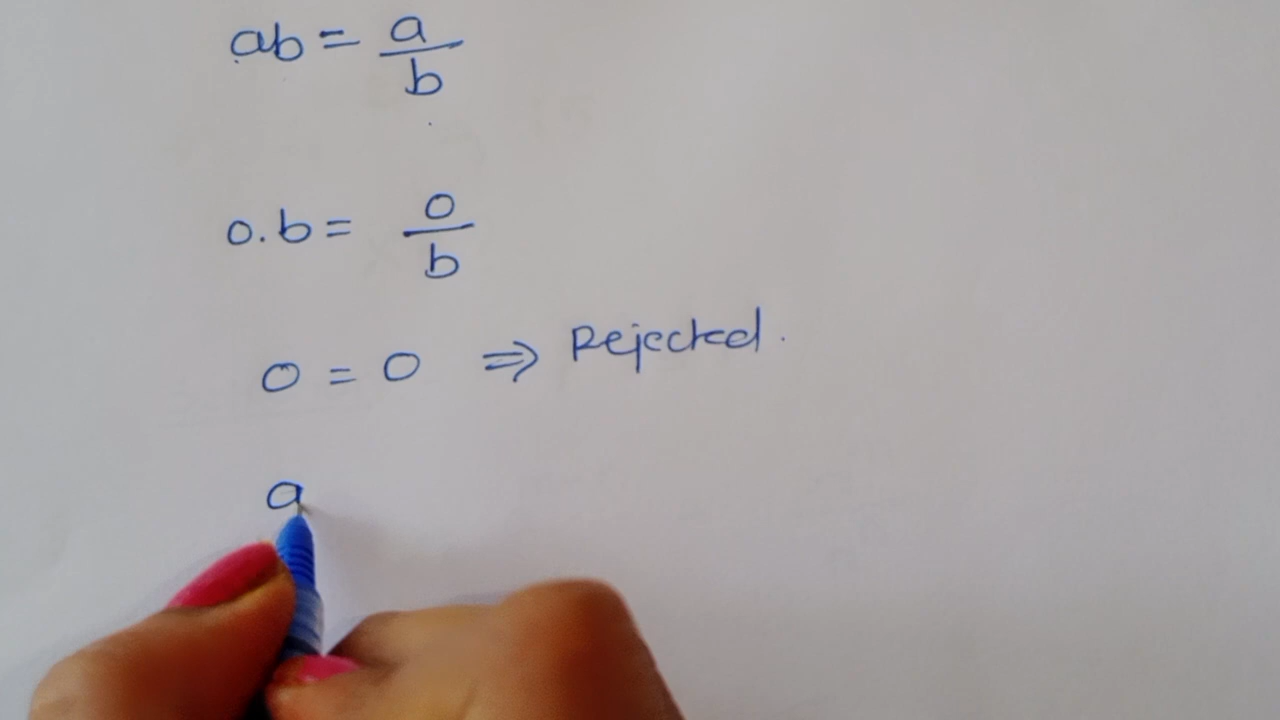 ab = a/b
0.b = 0/b
0 = 0 ⇒ Rejected.
a